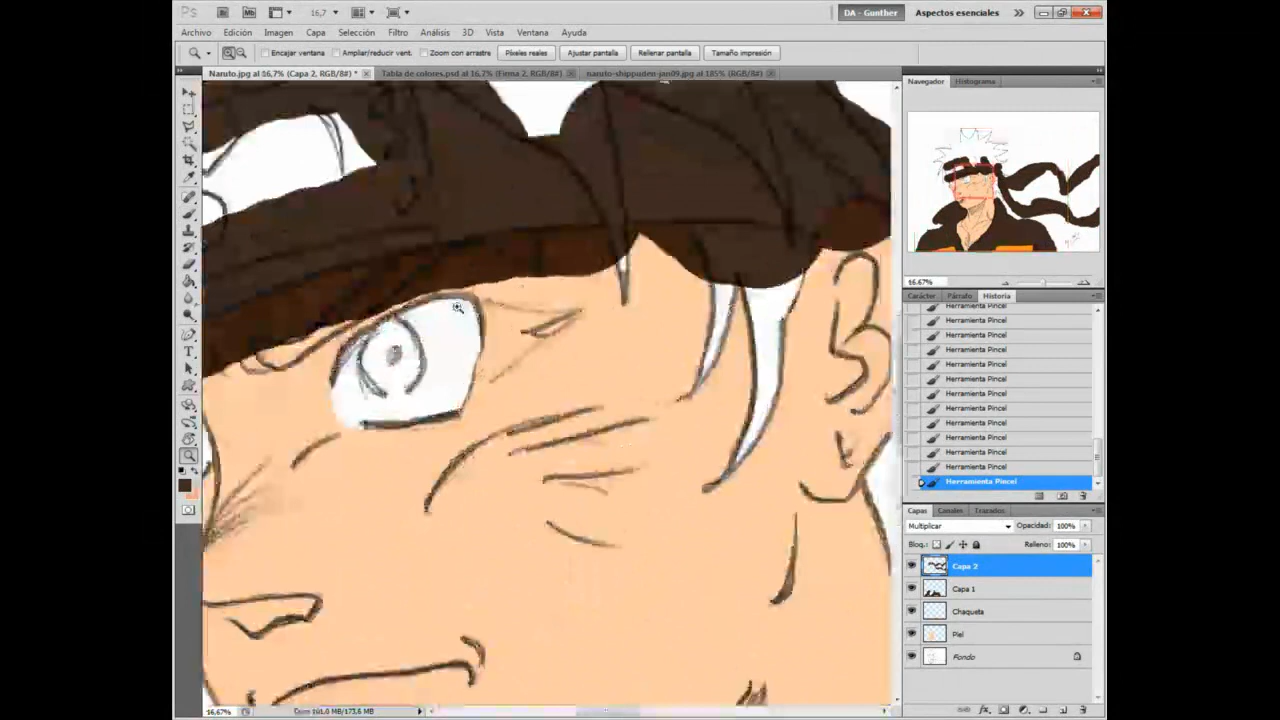 Ps Br Mb 16,7 DA - Gunther Aspectos esenciales
Archivo Edición Imagen Capa Selección Filtro Análisis 3D Vista Ventana Ayuda
Encajar ventana Ampliar/reducir vent. Zoom con arrastre Píxeles reales Ajustar pantalla Rellenar pantalla Tamaño impresión
Naruto.jpg al 16,7% (Capa 2, RGB/8#) * Tabla de colores.psd al 16,7% (Firma 2, RGB/8#) naruto-shippuden-jan09.jpg al 185% (RGB/8#)
Navegador Histograma
16.67%
Carácter Párrafo Historia
Herramienta Pincel
Herramienta Pincel
Herramienta Pincel
Herramienta Pincel
Herramienta Pincel
Herramienta Pincel
Herramienta Pincel
Herramienta Pincel
Herramienta Pincel
Herramienta Pincel
Herramienta Pincel
Herramienta Pincel
Herramienta Pincel
Capas Canales Trazados
Multiplicar Opacidad: 100%
Bloq.: Relleno: 100%
Capa 2
Capa 1
Chaqueta
Piel
Fondo
16,67%